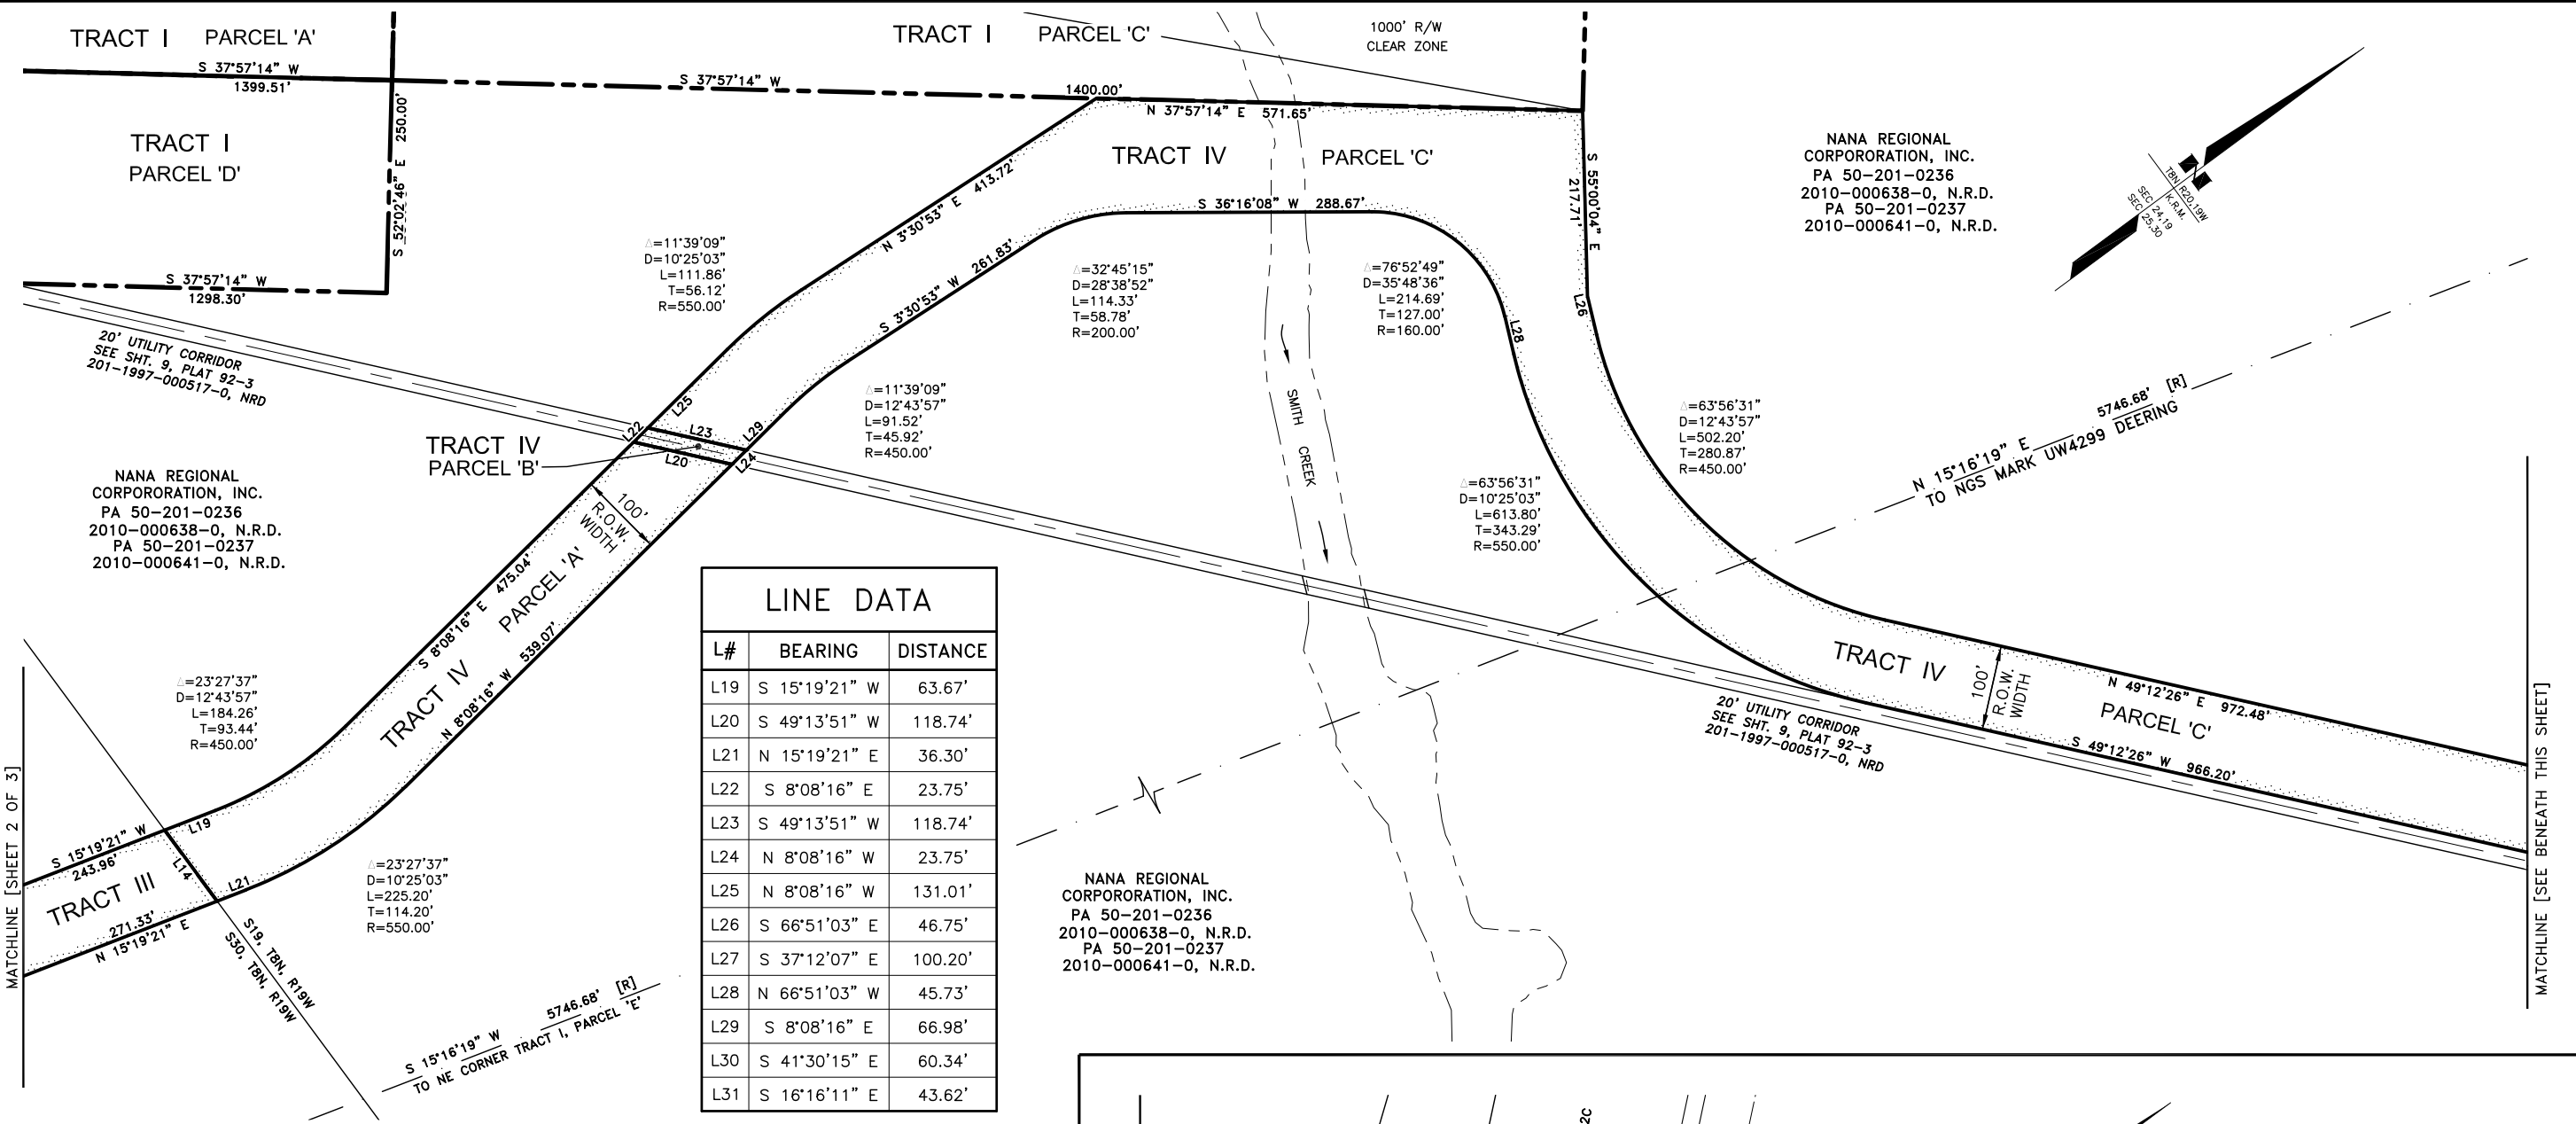 TRACT I PARCEL 'A'
S 37°57'14" W
1399.51'
TRACT I
PARCEL 'D'
S 52°02'46" E 250.00'
S 37°57'14" W
1298.30'
20' UTILITY CORRIDOR
SEE SHT. 9, PLAT 92-3
201-1997-000517-0, NRD
TRACT I PARCEL 'C'
S 37°57'14" W
1400.00'
1000' R/W
CLEAR ZONE
N 37°57'14" E 571.65'
TRACT IV PARCEL 'C'
S 36°16'08" W 288.67'
S 55°00'04" E
217.71'
L26
L28
N 3°30'53" E 413.72'
S 3°30'53" W 261.83'
Δ=11°39'09"
D=10°25'03"
L=111.86'
T=56.12'
R=550.00'
Δ=32°45'15"
D=28°38'52"
L=114.33'
T=58.78'
R=200.00'
Δ=76°52'49"
D=35°48'36"
L=214.69'
T=127.00'
R=160.00'
Δ=11°39'09"
D=12°43'57"
L=91.52'
T=45.92'
R=450.00'
NANA REGIONAL
CORPORORATION, INC.
PA 50-201-0236
2010-000638-0, N.R.D.
PA 50-201-0237
2010-000641-0, N.R.D.
N
T8N R20,19W
K.R.M.
SEC 24,19
SEC 25,30
Δ=63°56'31"
D=12°43'57"
L=502.20'
T=280.87'
R=450.00'
Δ=63°56'31"
D=10°25'03"
L=613.80'
T=343.29'
R=550.00'
N 15°16'19" E 5746.68' [R]
TO NGS MARK UW4299 DEERING
SMITH CREEK
L25
L22
L23
L29
L20
L24
TRACT IV
PARCEL 'B'
100'
R.O.W.
WIDTH
NANA REGIONAL
CORPORORATION, INC.
PA 50-201-0236
2010-000638-0, N.R.D.
PA 50-201-0237
2010-000641-0, N.R.D.
S 8°08'16" E 475.04'
PARCEL 'A'
TRACT IV
N 8°08'16" W 539.07'
Δ=23°27'37"
D=12°43'57"
L=184.26'
T=93.44'
R=450.00'
Δ=23°27'37"
D=10°25'03"
L=225.20'
T=114.20'
R=550.00'
MATCHLINE [SHEET 2 OF 3]
S 15°19'21" W
243.96'
L19
L14
L21
TRACT III
271.33'
N 15°19'21" E
S19, T8N, R19W
S30, T8N, R19W
S 15°16'19" W 5746.68' [R]
TO NE CORNER TRACT I, PARCEL 'E'
LINE DATA
L# BEARING DISTANCE
L19 S 15°19'21" W 63.67'
L20 S 49°13'51" W 118.74'
L21 N 15°19'21" E 36.30'
L22 S 8°08'16" E 23.75'
L23 S 49°13'51" W 118.74'
L24 N 8°08'16" W 23.75'
L25 N 8°08'16" W 131.01'
L26 S 66°51'03" E 46.75'
L27 S 37°12'07" E 100.20'
L28 N 66°51'03" W 45.73'
L29 S 8°08'16" E 66.98'
L30 S 41°30'15" E 60.34'
L31 S 16°16'11" E 43.62'
NANA REGIONAL
CORPORORATION, INC.
PA 50-201-0236
2010-000638-0, N.R.D.
PA 50-201-0237
2010-000641-0, N.R.D.
20' UTILITY CORRIDOR
SEE SHT. 9, PLAT 92-3
201-1997-000517-0, NRD
TRACT IV
100'
R.O.W.
WIDTH
N 49°12'26" E 972.48'
PARCEL 'C'
S 49°12'26" W 966.20'
MATCHLINE [SEE BENEATH THIS SHEET]
2C